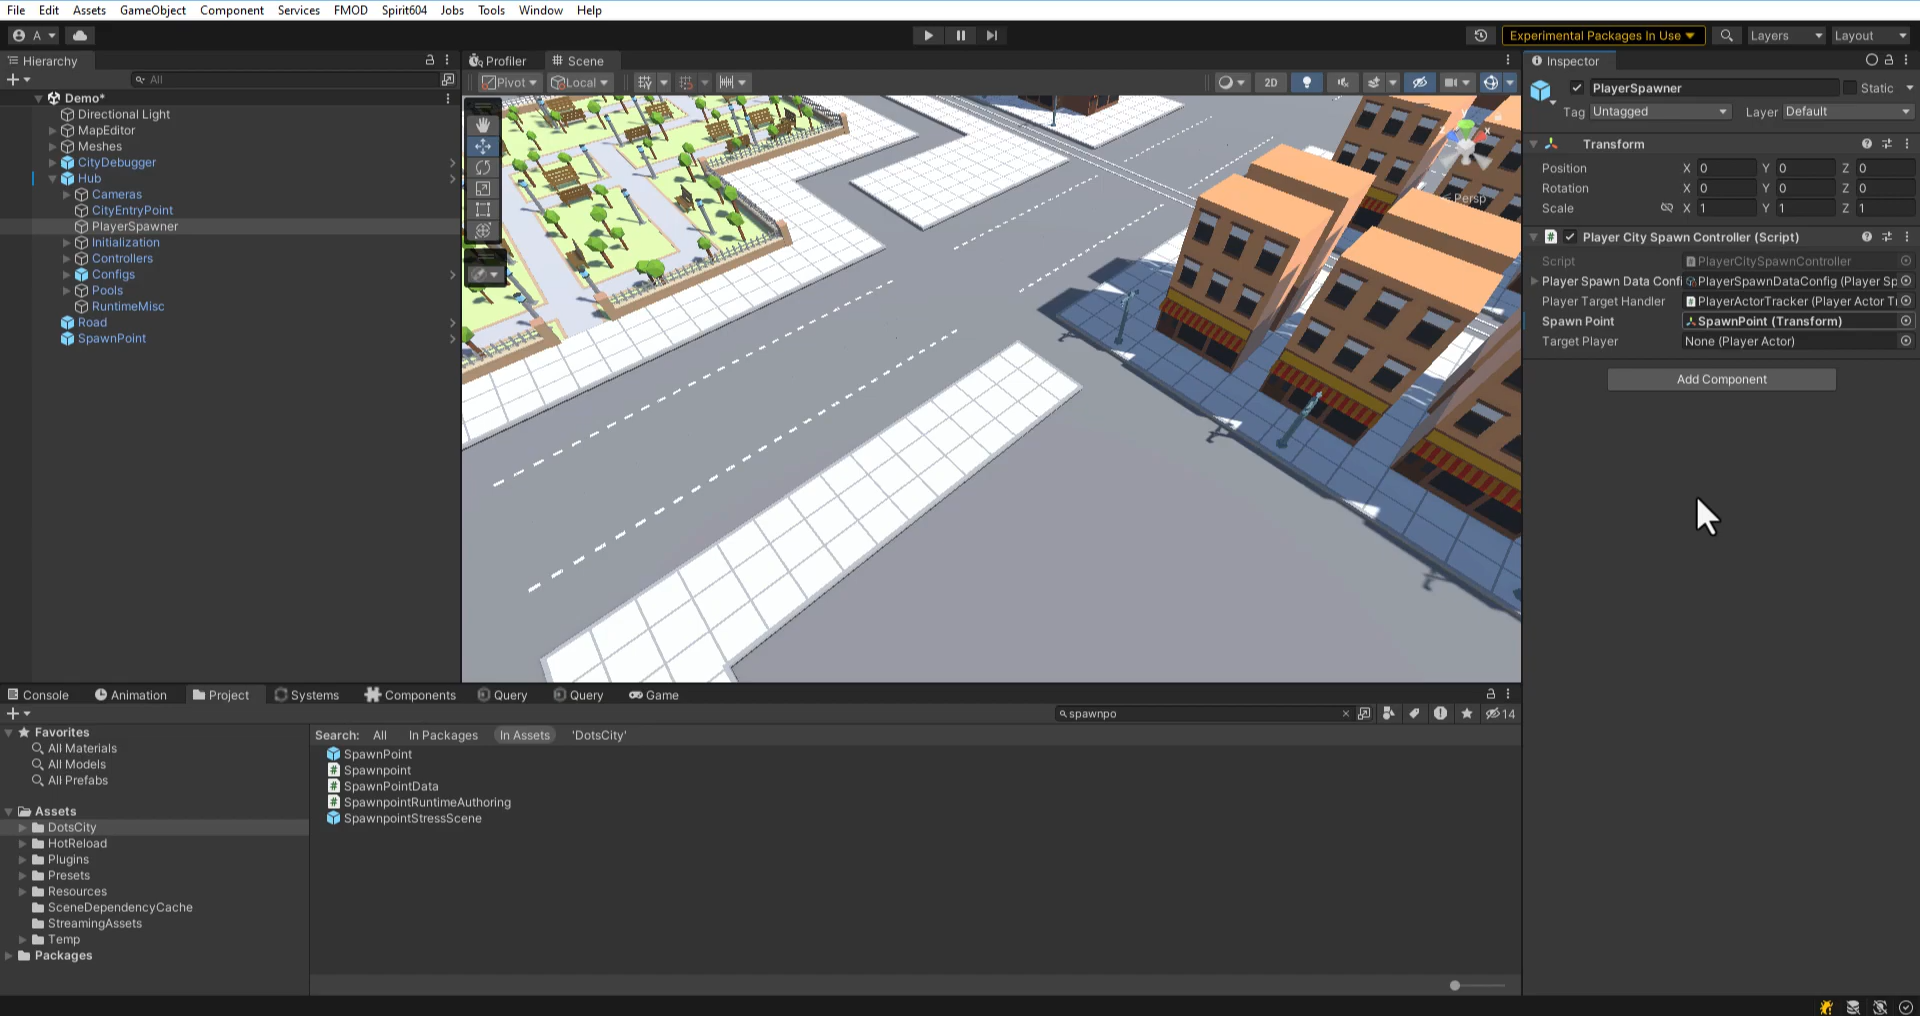 File Edit Assets GameObject Component Services FMOD Spirit604 Jobs Tools Window Help
A Experimental Packages In Use Layers Layout
Hierarchy
All
Demo*
Directional Light
MapEditor
Meshes
CityDebugger
Hub
Cameras
CityEntryPoint
PlayerSpawner
Initialization
Controllers
Configs
Pools
RuntimeMisc
Road
SpawnPoint
Profiler Scene
Pivot Local 2D
Persp
Inspector
PlayerSpawner Static
Tag Untagged Layer Default
Transform
Position X 0 Y 0 Z 0
Rotation X 0 Y 0 Z 0
Scale X 1 Y 1 Z 1
Player City Spawn Controller (Script)
Script PlayerCitySpawnController
Player Spawn Data Confi PlayerSpawnDataConfig (Player Sp
Player Target Handler PlayerActorTracker (Player Actor Tr
Spawn Point SpawnPoint (Transform)
Target Player None (Player Actor)
Add Component
Console Animation Project Systems Components Query Query Game
spawnpo 14
Favorites
All Materials
All Models
All Prefabs
Assets
DotsCity
HotReload
Plugins
Presets
Resources
SceneDependencyCache
StreamingAssets
Temp
Packages
Search: All In Packages In Assets 'DotsCity'
SpawnPoint
Spawnpoint
SpawnPointData
SpawnpointRuntimeAuthoring
SpawnpointStressScene